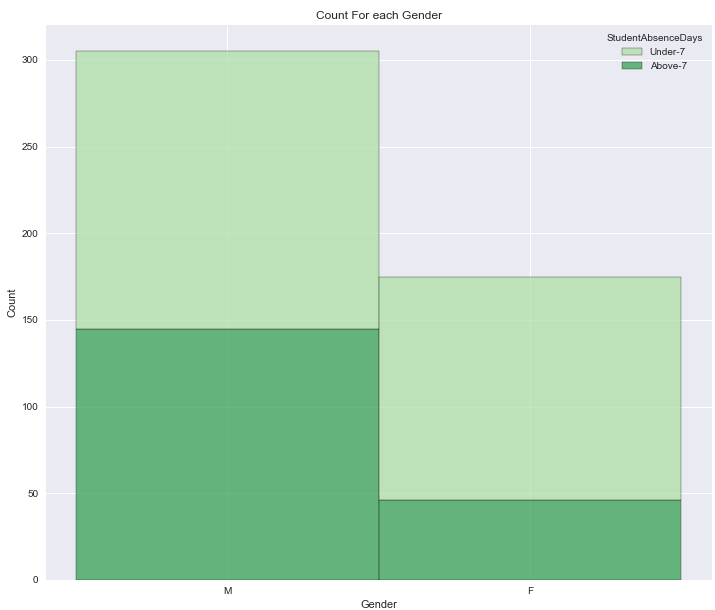 Count For each Gender
StudentAbsenceDays
Under-7
Above-7
300
250
200
150
100
50
0
Count
M F
Gender